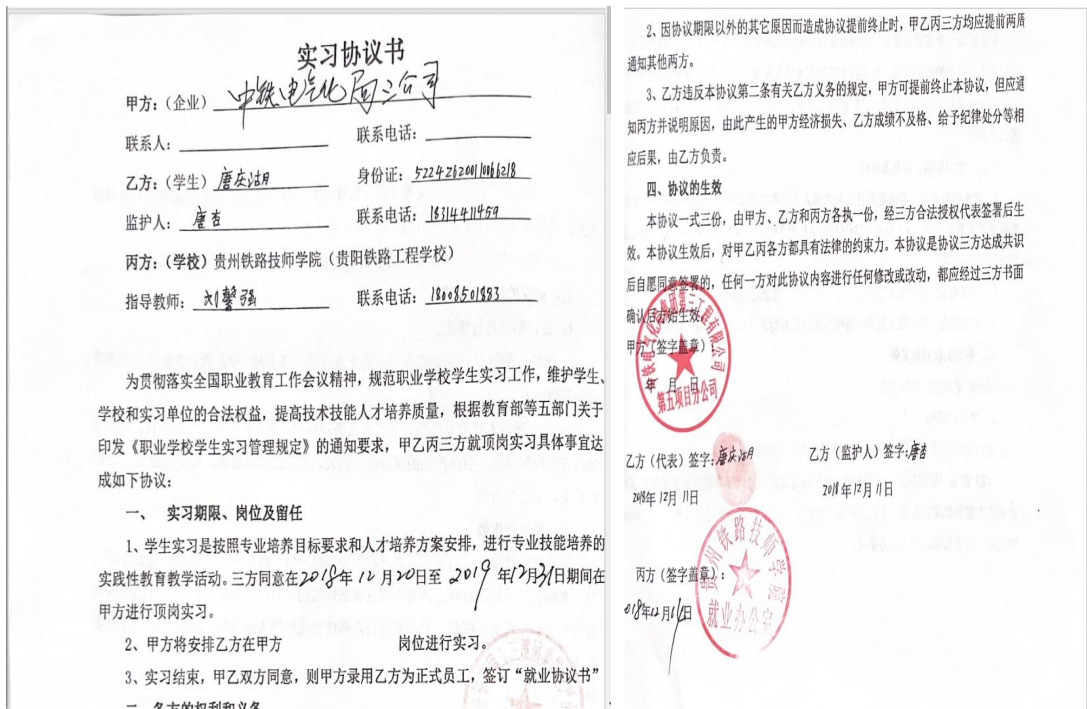 实习协议书
甲方：（企业）中铁电气化局三公司
联系人：
联系电话：
乙方：（学生）唐庆洁月
身份证：522426200110066218
监护人：唐吉
联系电话：18314411459
丙方：（学校）贵州铁路技师学院（贵阳铁路工程学校）
指导教师：刘馨强
联系电话：18008501883
为贯彻落实全国职业教育工作会议精神，规范职业学校学生实习工作，维护学生、
学校和实习单位的合法权益，提高技术技能人才培养质量，根据教育部等五部门关于
印发《职业学校学生实习管理规定》的通知要求，甲乙丙三方就顶岗实习具体事宜达
成如下协议：
一、 实习期限、岗位及留任
1、学生实习是按照专业培养目标要求和人才培养方案安排，进行专业技能培养的
实践性教育教学活动。三方同意在2018年12月20日至2019年12月31日期间在
甲方进行顶岗实习。
2、甲方将安排乙方在甲方 岗位进行实习。
3、实习结束，甲乙双方同意，则甲方录用乙方为正式员工，签订“就业协议书”
二、各方的权利和义务
2、因协议期限以外的其它原因而造成协议提前终止时，甲乙丙三方均应提前两周
通知其他两方。
3、乙方违反本协议第二条有关乙方义务的规定，甲方可提前终止本协议，但应通
知丙方并说明原因，由此产生的甲方经济损失、乙方成绩不及格、给予纪律处分等相
应后果，由乙方负责。
四、协议的生效
本协议一式三份，由甲方、乙方和丙方各执一份，经三方合法授权代表签署后生
效。本协议生效后，对甲乙丙各方都具有法律的约束力。本协议是协议三方达成共识
后自愿同意签署的，任何一方对此协议内容进行任何修改或改动，都应经过三方书面
确认后方始生效。
甲方（签字盖章）：
年 月 日
第五项目分公司
乙方（代表）签字：唐庆洁月
乙方（监护人）签字：唐吉
2018年12月11日
2018年12月11日
贵州铁路技师学院
丙方（签字盖章）：
就业办公室
018年12月11日